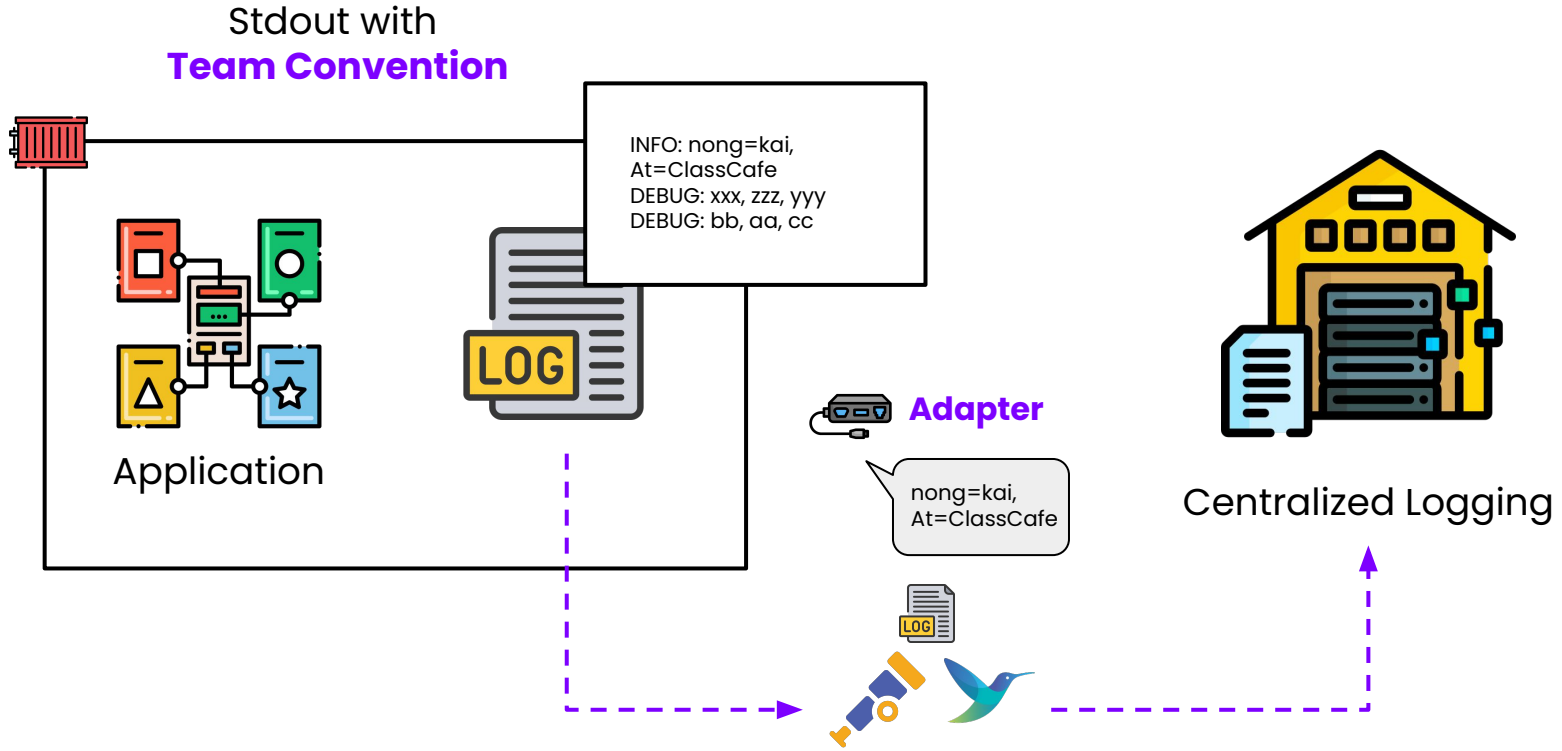 Stdout with
Team Convention
INFO: nong=kai,
At=ClassCafe
DEBUG: xxx, zzz, yyy
DEBUG: bb, aa, cc
LOG
Application
Adapter
nong=kai,
At=ClassCafe
LOG
Centralized Logging